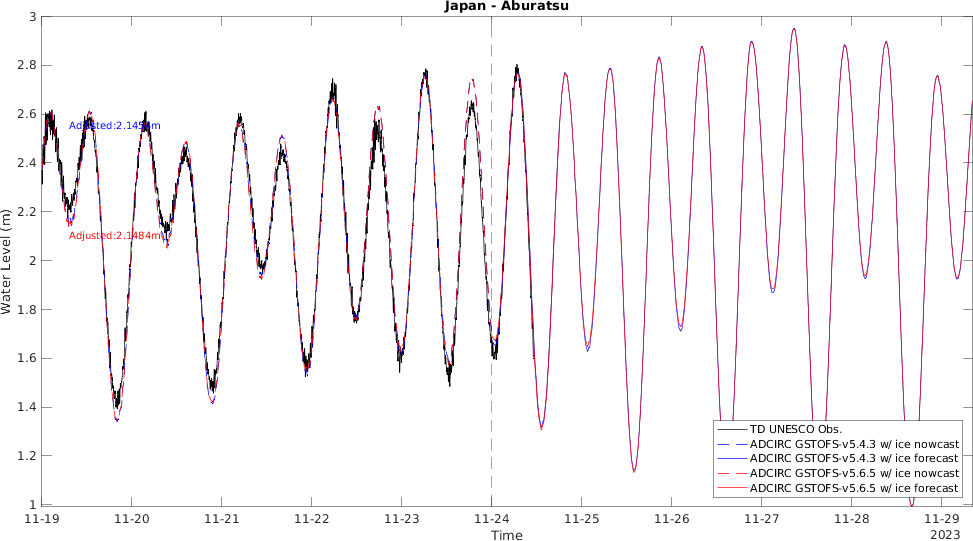 Japan - Aburatsu
3
2.8
2.6
2.4
2.2
2
1.8
1.6
1.4
1.2
1
Water Level (m)
Adjusted:2.1484m
TD UNESCO Obs.
ADCIRC GSTOFS-v5.4.3 w/ ice nowcast
ADCIRC GSTOFS-v5.4.3 w/ ice forecast
ADCIRC GSTOFS-v5.6.5 w/ ice nowcast
ADCIRC GSTOFS-v5.6.5 w/ ice forecast
11-19 11-20 11-21 11-22 11-23 11-24 11-25 11-26 11-27 11-28 11-29
Time
2023